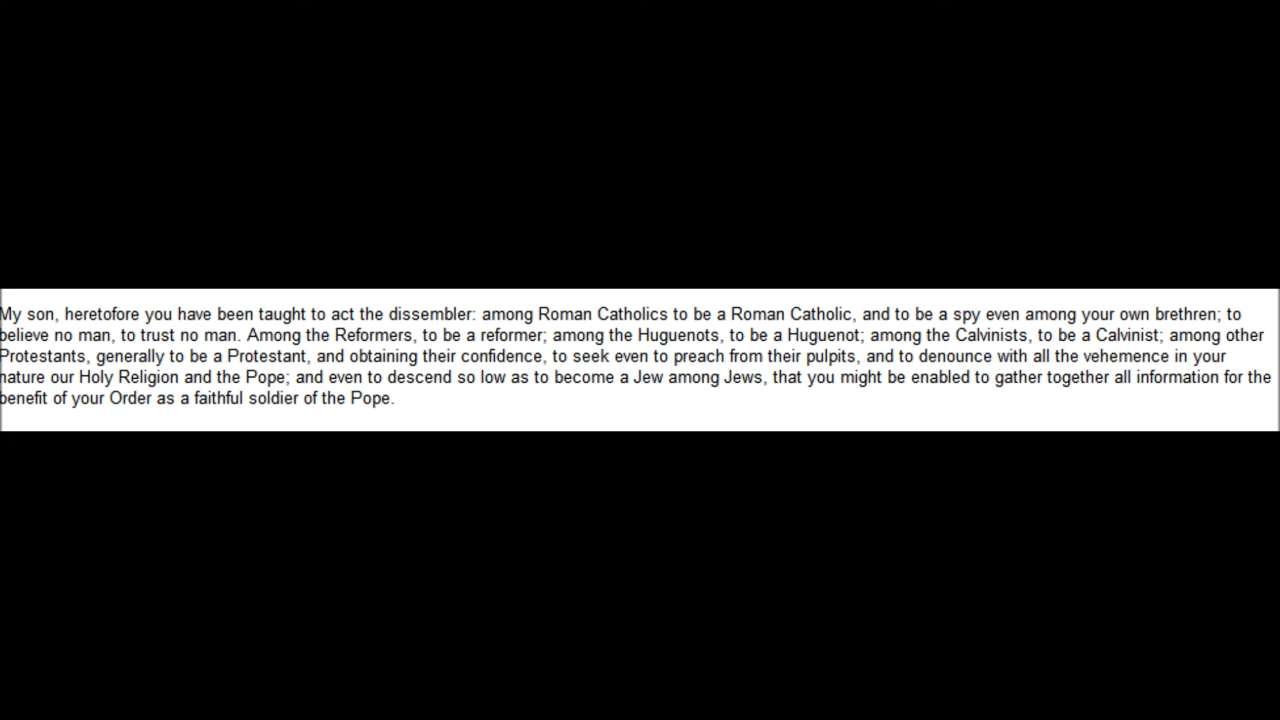 My son, heretofore you have been taught to act the dissembler: among Roman Catholics to be a Roman Catholic, and to be a spy even among your own brethren; to
believe no man, to trust no man. Among the Reformers, to be a reformer; among the Huguenots, to be a Huguenot; among the Calvinists, to be a Calvinist; among other
Protestants, generally to be a Protestant, and obtaining their confidence, to seek even to preach from their pulpits, and to denounce with all the vehemence in your
nature our Holy Religion and the Pope; and even to descend so low as to become a Jew among Jews, that you might be enabled to gather together all information for the
benefit of your Order as a faithful soldier of the Pope.